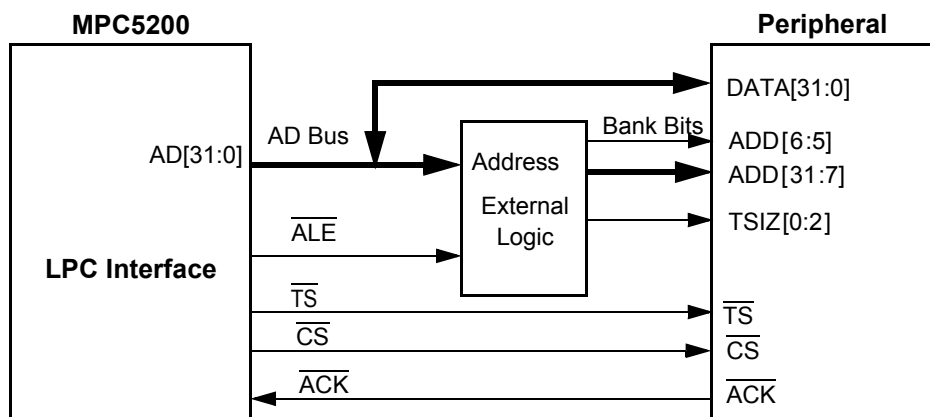 MPC5200
Peripheral
DATA[31:0]
AD Bus
Bank Bits
AD[31:0]
Address
ADD[6:5]
ADD[31:7]
External
Logic
TSIZ[0:2]
ALE
LPC Interface
TS
TS
CS
CS
ACK
ACK